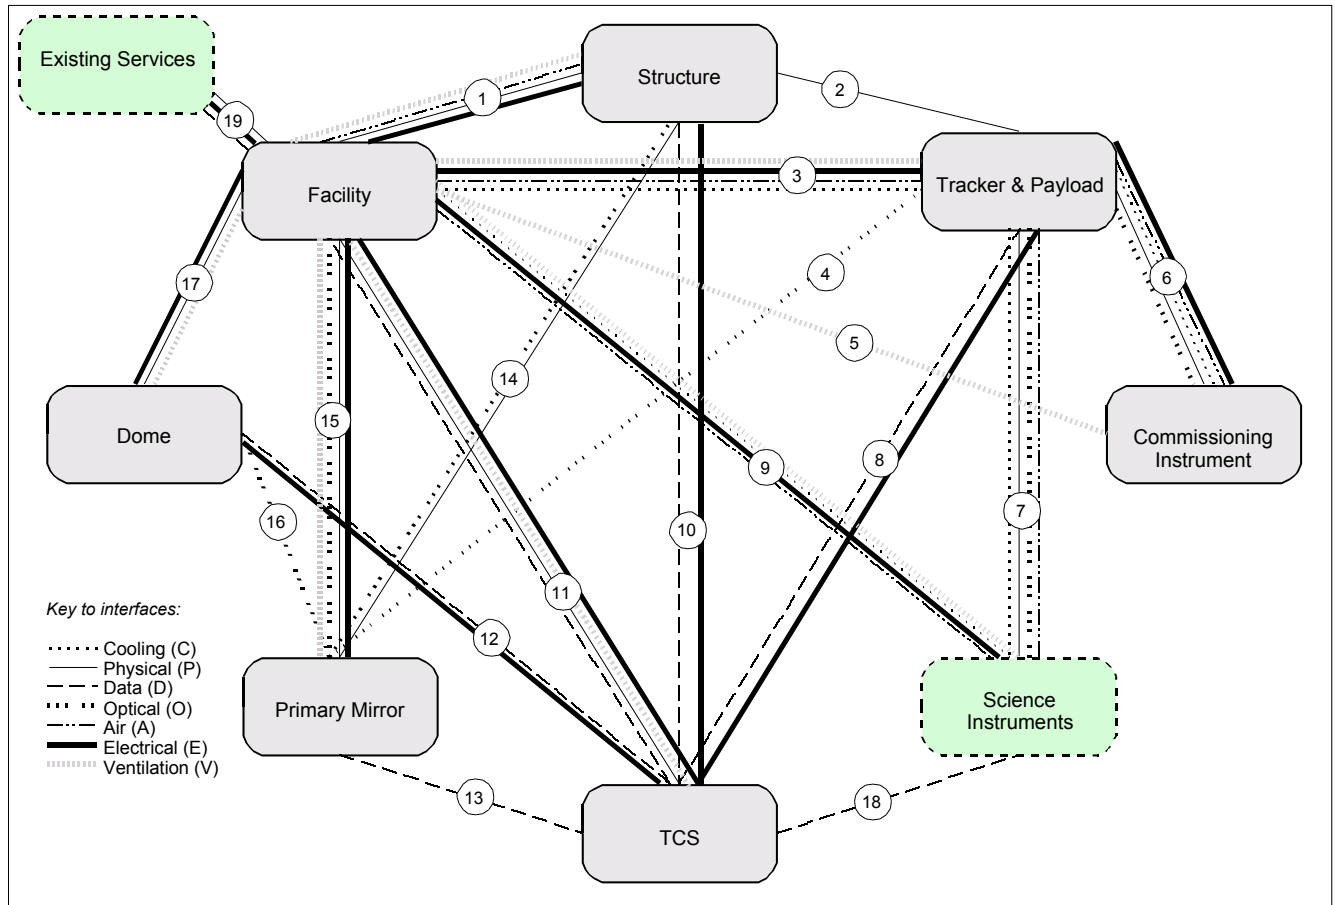 Existing Services
Structure
1
2
19
3
Facility
Tracker & Payload
4
6
17
5
14
15
Dome
Commissioning
Instrument
8
9
7
16
10
11
Key to interfaces:
12
Cooling (C)
Physical (P)
Data (D)
Optical (O)
Air (A)
Electrical (E)
Ventilation (V)
Primary Mirror
Science
Instruments
13
18
TCS